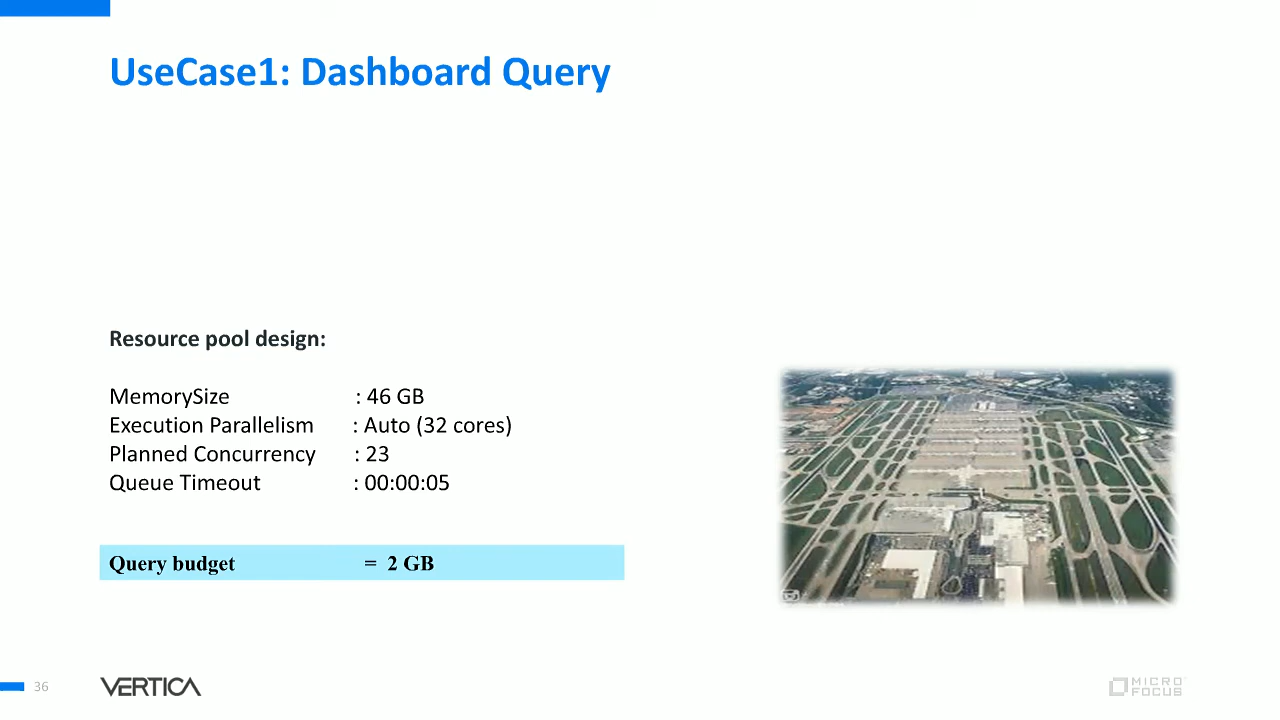 UseCase1: Dashboard Query
Resource pool design:
MemorySize : 46 GB
Execution Parallelism : Auto (32 cores)
Planned Concurrency : 23
Queue Timeout : 00:00:05
Query budget = 2 GB
36
VERTICA
MICRO
FOCUS